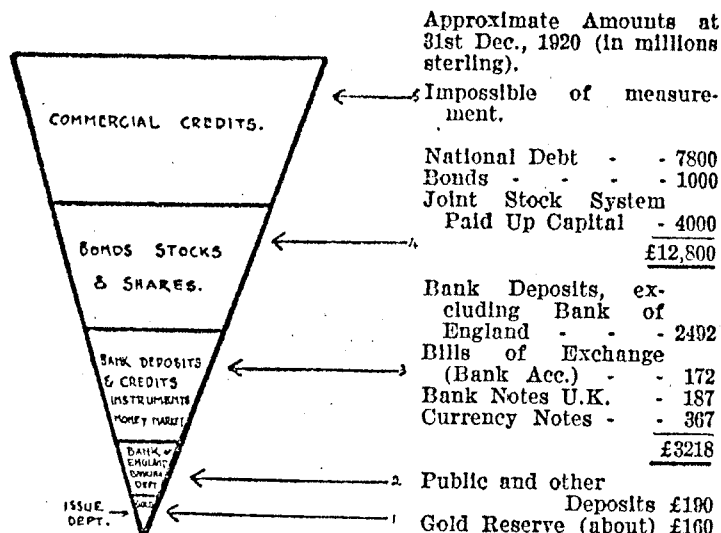 Approximate Amounts at
31st Dec., 1920 (in millions
sterling).
COMMERCIAL CREDITS.
5 Impossible of measure-
ment.
BONDS STOCKS
& SHARES.
4
National Debt - - 7800
Bonds - - - - 1000
Joint Stock System
Paid Up Capital - 4000
£12,800
BANK DEPOSITS
& CREDITS
INSTRUMENTS
MONEY MARKET
3
Bank Deposits, ex-
cluding Bank of
England - - - 2492
Bills of Exchange
(Bank Acc.) - - 172
Bank Notes U.K. - 187
Currency Notes - - 367
£3218
BANK OF
ENGLAND
BANKING
DEPT
2 Public and other
Deposits £190
ISSUE
DEPT.
GOLD
1 Gold Reserve (about) £160